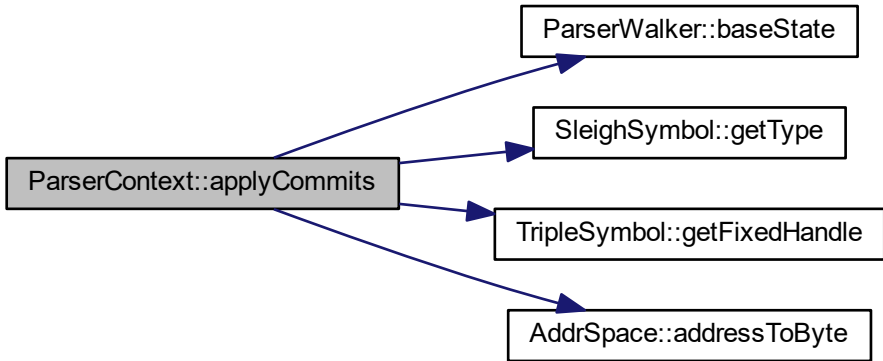 ParserWalker::baseState
SleighSymbol::getType
ParserContext::applyCommits
TripleSymbol::getFixedHandle
AddrSpace::addressToByte